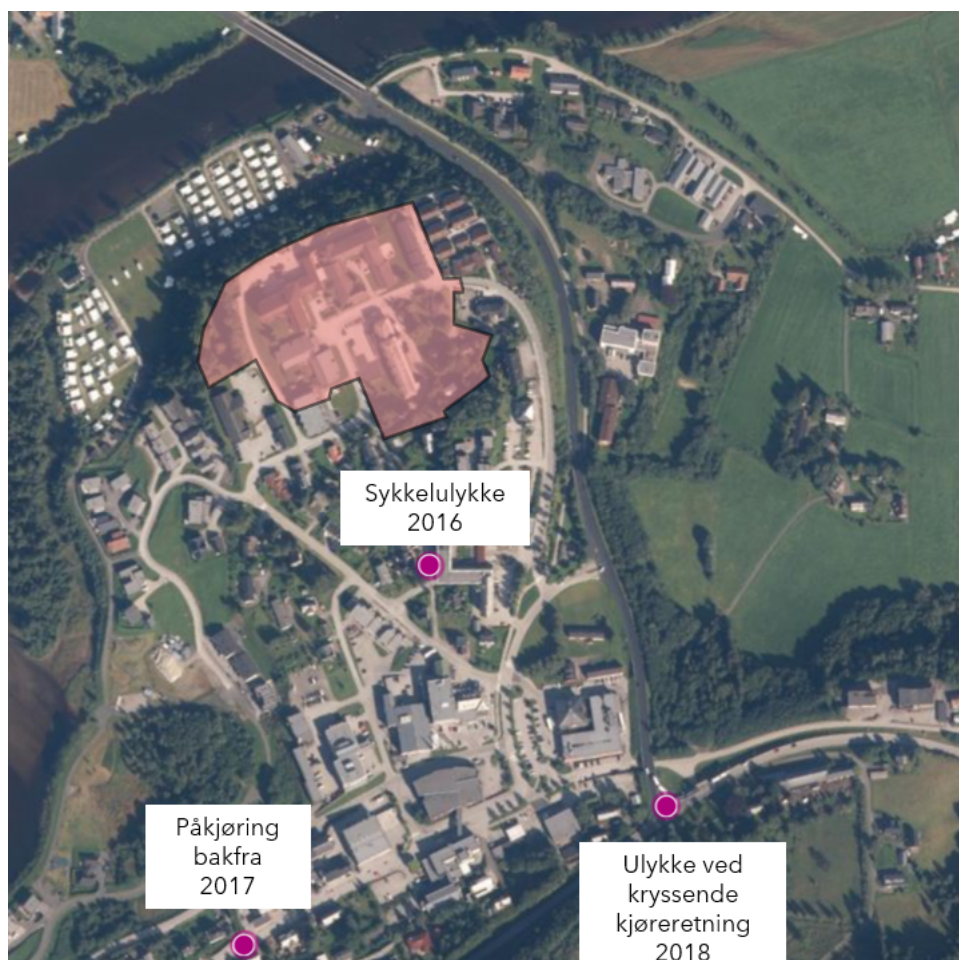 Sykkelulykke
2016
Påkjøring
bakfra
2017
Ulykke ved
kryssende
kjøreretning
2018